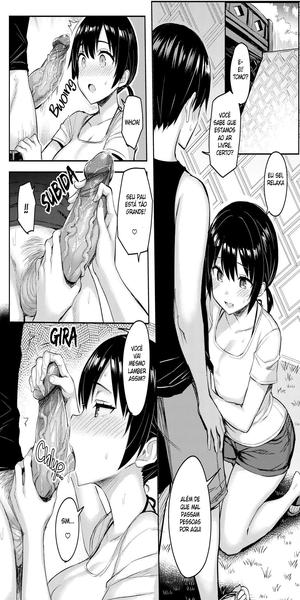 E-
EI!
TOMO?
VOCÊ
SABE QUE
ESTAMOS
AO AR
LIVRE,
CERTO?
EU SEI,
RELAXA
ALÉM DE
QUE MAL
PASSAM
PESSOAS
POR AQUI
BWONG
WHOA!
SUBIDA
!!
SEU PAU
ESTÁ TÃO
GRANDE!
♡
GIRA
VOCÊ
VAI
MESMO
LAMBER
ASSIM?
SIM...
♡